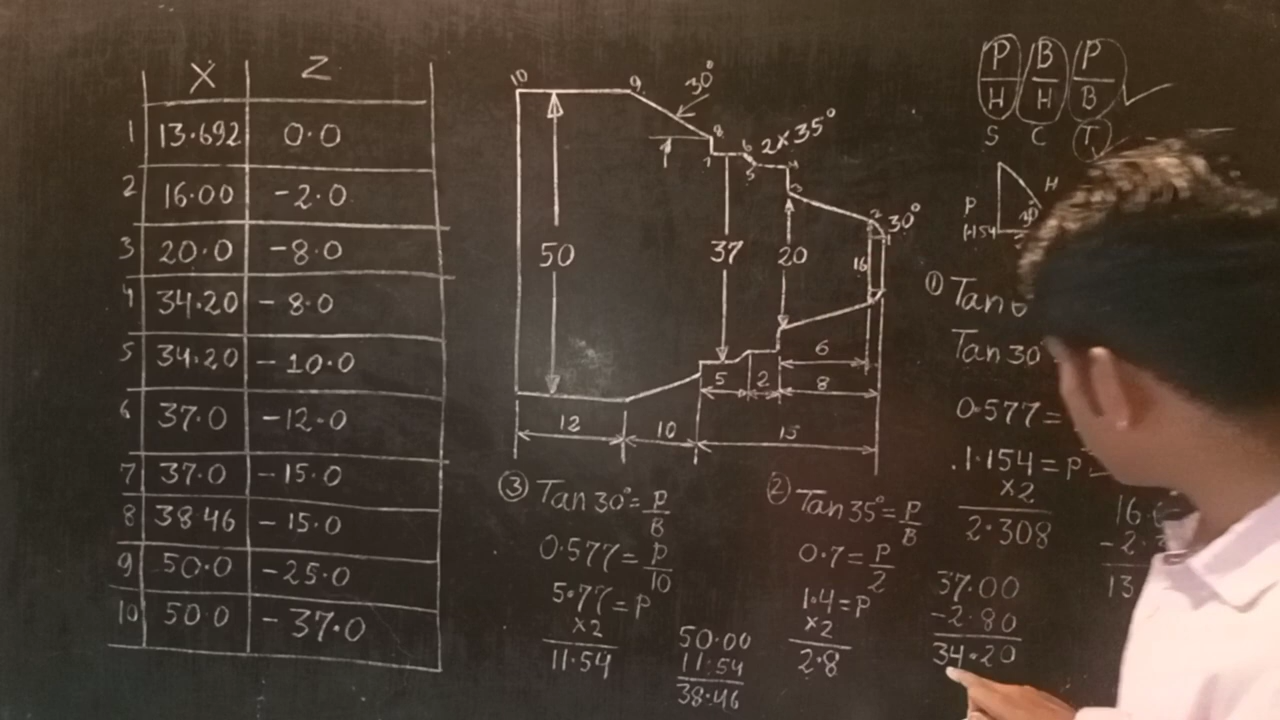 X Z
1 13.692 0.0
2 16.00 -2.0
3 20.0 -8.0
4 34.20 -8.0
5 34.20 -10.0
6 37.0 -12.0
7 37.0 -15.0
8 38.46 -15.0
9 50.0 -25.0
10 50.0 -37.0
10 9 30°
8
7 6 2×35°
5 4
3 2 30°
1
50 37 20 16
6
5 2 8
12 10 15
P B P
H H B
S C T
H
P 30
1.154
① Tan θ
Tan 30
0.577=
.1.154=P
×2
2.308
16.
-2.
13
② Tan 35°=P/B
0.7=P/2
1.4=P
×2
2.8
37.00
-2.80
34.20
③ Tan 30°=P/B
0.577=P/10
5.77=P
×2
11.54
50.00
11.54
38.46